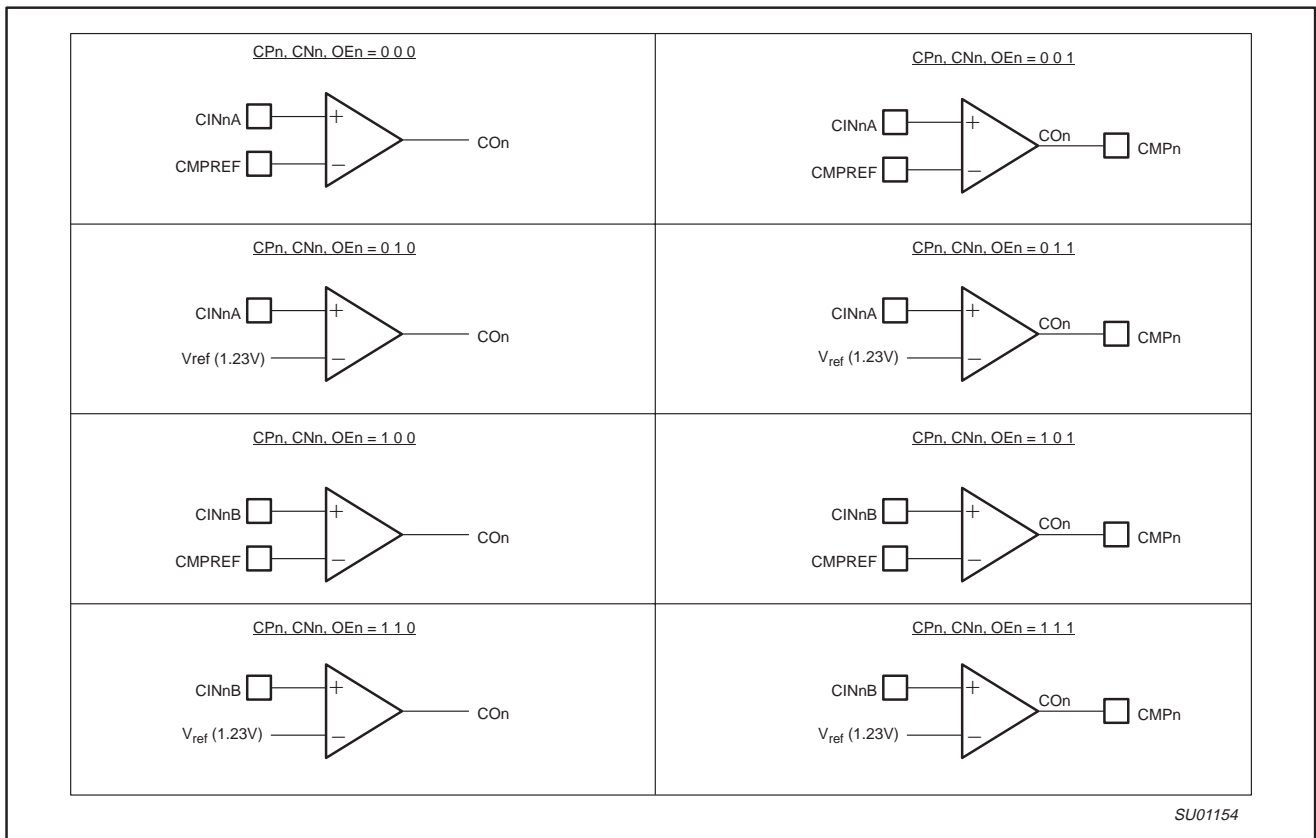 CPn, CNn, OEn = 0 0 0
CINnA
+
COn
CMPREF
−
CPn, CNn, OEn = 0 0 1
CINnA
+
COn
CMPn
CMPREF
−
CPn, CNn, OEn = 0 1 0
CINnA
+
COn
Vref (1.23V)
−
CPn, CNn, OEn = 0 1 1
CINnA
+
COn
CMPn
Vref (1.23V)
−
CPn, CNn, OEn = 1 0 0
CINnB
+
COn
CMPREF
−
CPn, CNn, OEn = 1 0 1
CINnB
+
COn
CMPn
CMPREF
−
CPn, CNn, OEn = 1 1 0
CINnB
+
COn
Vref (1.23V)
−
CPn, CNn, OEn = 1 1 1
CINnB
+
COn
CMPn
Vref (1.23V)
−
SU01154